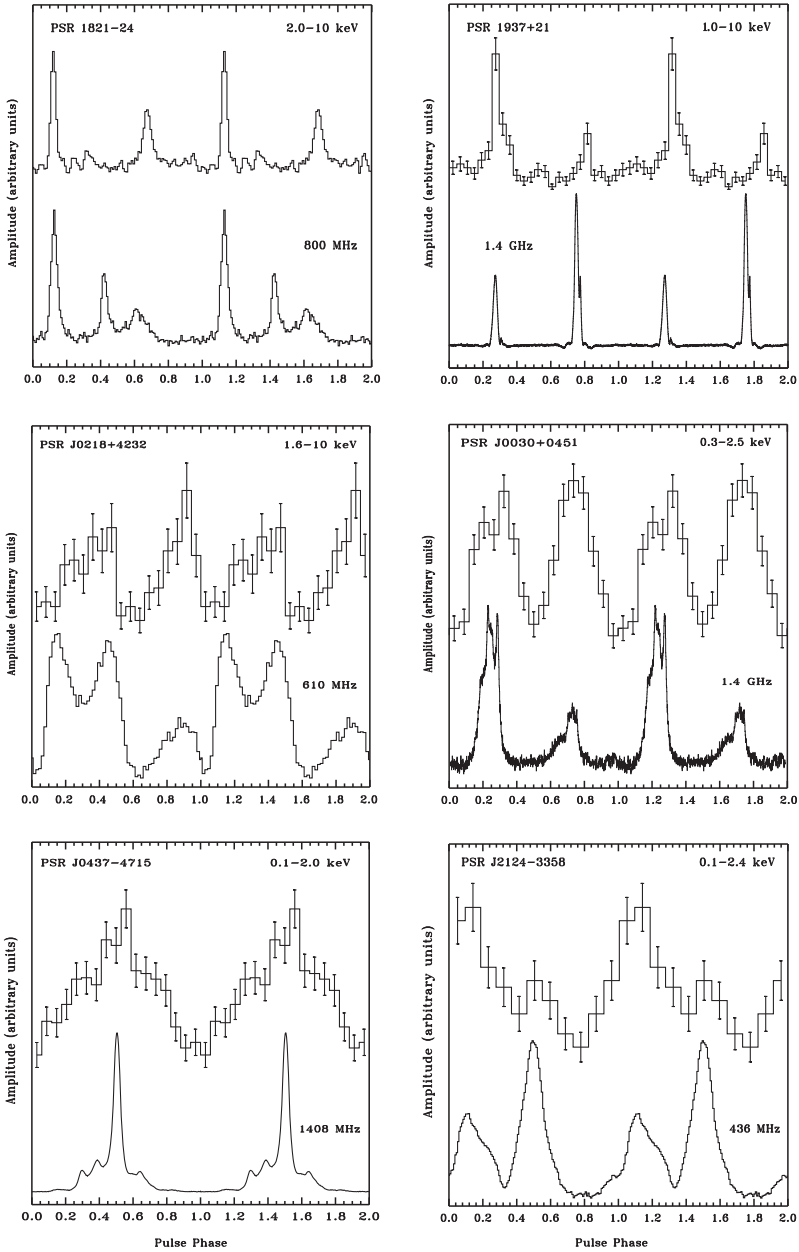 PSR 1821−24 2.0−10 keV
Amplitude (arbitrary units)
800 MHz
0.0 0.2 0.4 0.6 0.8 1.0 1.2 1.4 1.6 1.8 2.0
PSR 1937+21 1.0−10 keV
Amplitude (arbitrary units)
1.4 GHz
0.0 0.2 0.4 0.6 0.8 1.0 1.2 1.4 1.6 1.8 2.0
PSR J0218+4232 1.6−10 keV
Amplitude (arbitrary units)
610 MHz
0.0 0.2 0.4 0.6 0.8 1.0 1.2 1.4 1.6 1.8 2.0
PSR J0030+0451 0.3−2.5 keV
Amplitude (arbitrary units)
1.4 GHz
0.0 0.2 0.4 0.6 0.8 1.0 1.2 1.4 1.6 1.8 2.0
PSR J0437−4715 0.1−2.0 keV
Amplitude (arbitrary units)
1408 MHz
0.0 0.2 0.4 0.6 0.8 1.0 1.2 1.4 1.6 1.8 2.0
Pulse Phase
PSR J2124−3358 0.1−2.4 keV
Amplitude (arbitrary units)
436 MHz
0.0 0.2 0.4 0.6 0.8 1.0 1.2 1.4 1.6 1.8 2.0
Pulse Phase